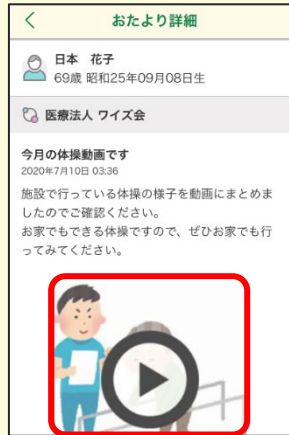 おたより詳細
日本 花子
69歳 昭和25年09月08日生
医療法人 ワイズ会
今月の体操動画です
2020年7月10日 03:36
施設で行っている体操の様子を動画にまとめま
したのでご確認ください。
お家でもできる体操ですので、ぜひお家でも行
ってみてください。